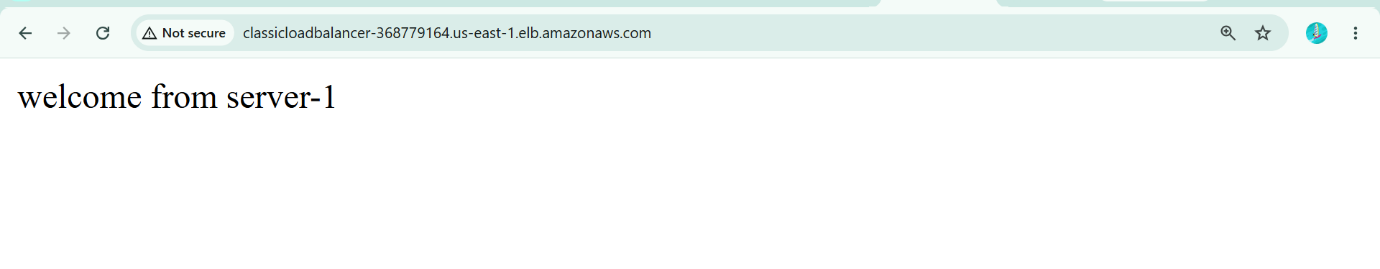 Not secure classicloadbalancer-368779164.us-east-1.elb.amazonaws.com
welcome from server-1